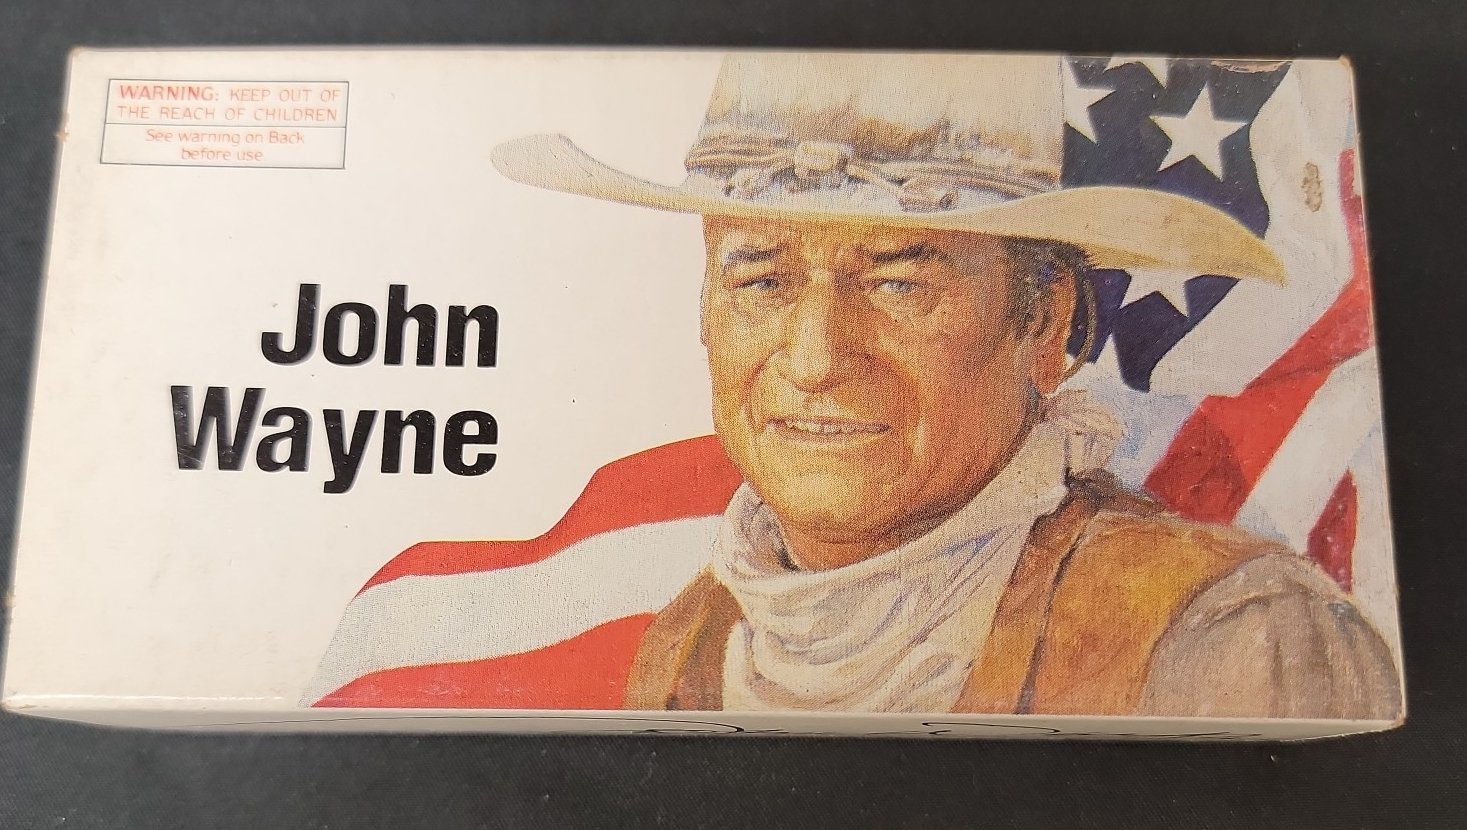 WARNING: KEEP OUT OF
THE REACH OF CHILDREN
See warning on Back
before use
John
Wayne